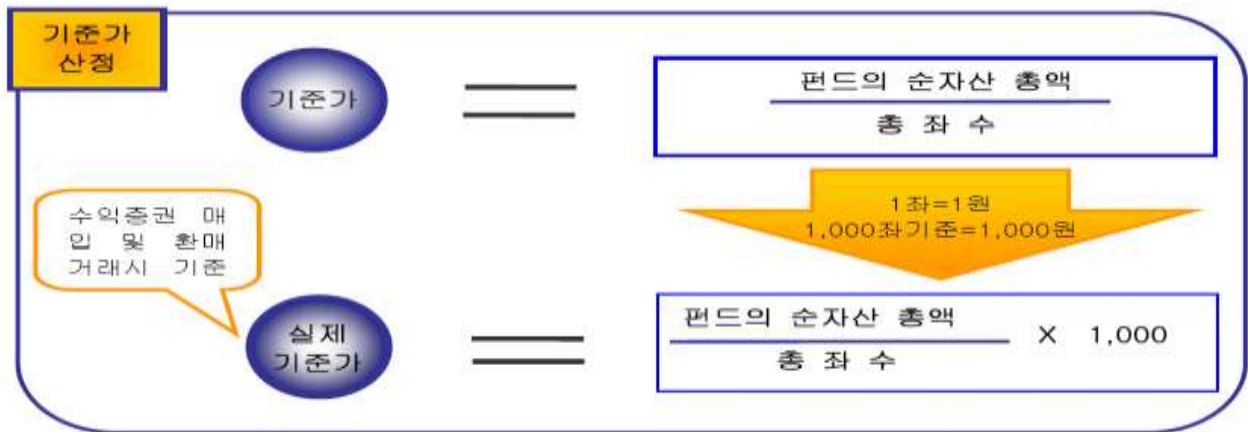 기준가
산정
기준가
펀드의 순자산 총액
총 좌 수
1좌=1원
1,000좌기준=1,000원
수익증권 매
입 및 환매
거래시 기준
실제
기준가
펀드의 순자산 총액
총 좌 수
X 1,000